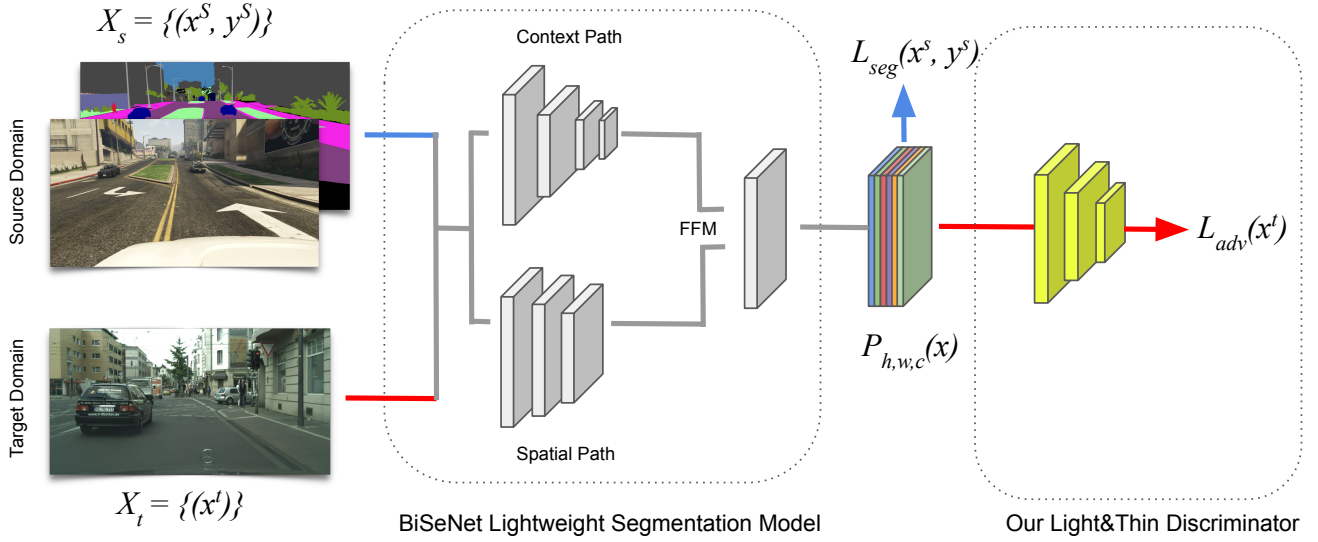 X_s = {(x^S, y^S)}
Source Domain
Target Domain
X_t = {(x^t)}
Context Path
FFM
Spatial Path
BiSeNet Lightweight Segmentation Model
L_seg(x^s, y^s)
P_h,w,c(x)
L_adv(x^t)
Our Light&Thin Discriminator